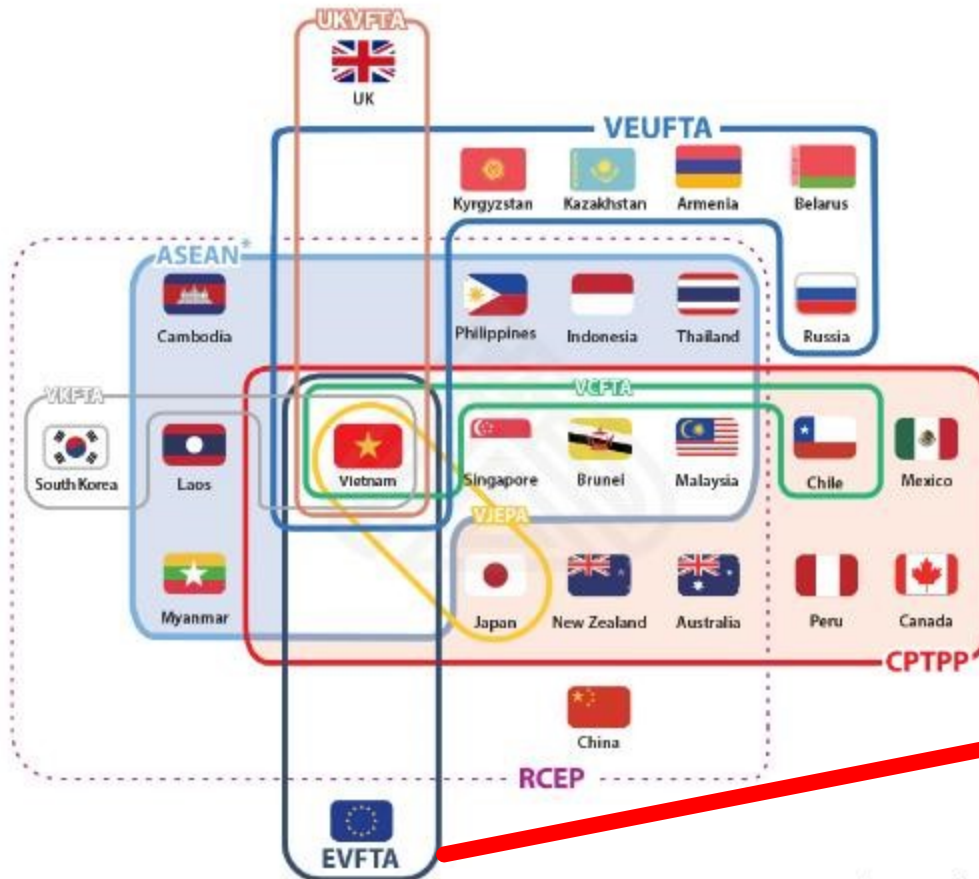 UKVFTA
UK
VEUFTA
Kyrgyzstan Kazakhstan Armenia Belarus
ASEAN*
Cambodia Philippines Indonesia Thailand Russia
VKFTA VCFTA
South Korea Laos Vietnam Singapore Brunei Malaysia Chile Mexico
VJEPA
Myanmar Japan New Zealand Australia Peru Canada
CPTPP
China
RCEP
EVFTA